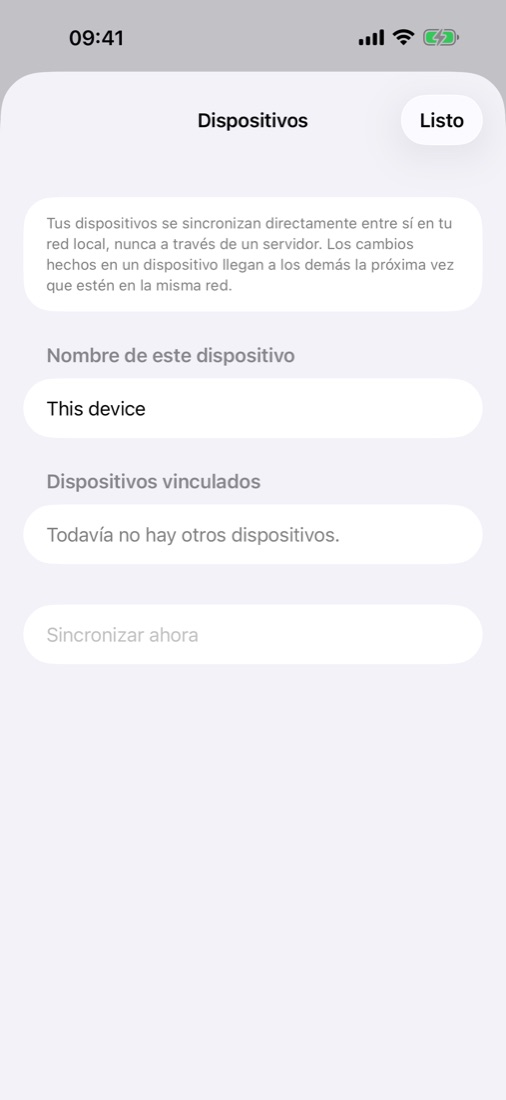 09:41
Dispositivos
Listo
Tus dispositivos se sincronizan directamente entre sí en tu
red local, nunca a través de un servidor. Los cambios
hechos en un dispositivo llegan a los demás la próxima vez
que estén en la misma red.
Nombre de este dispositivo
This device
Dispositivos vinculados
Todavía no hay otros dispositivos.
Sincronizar ahora